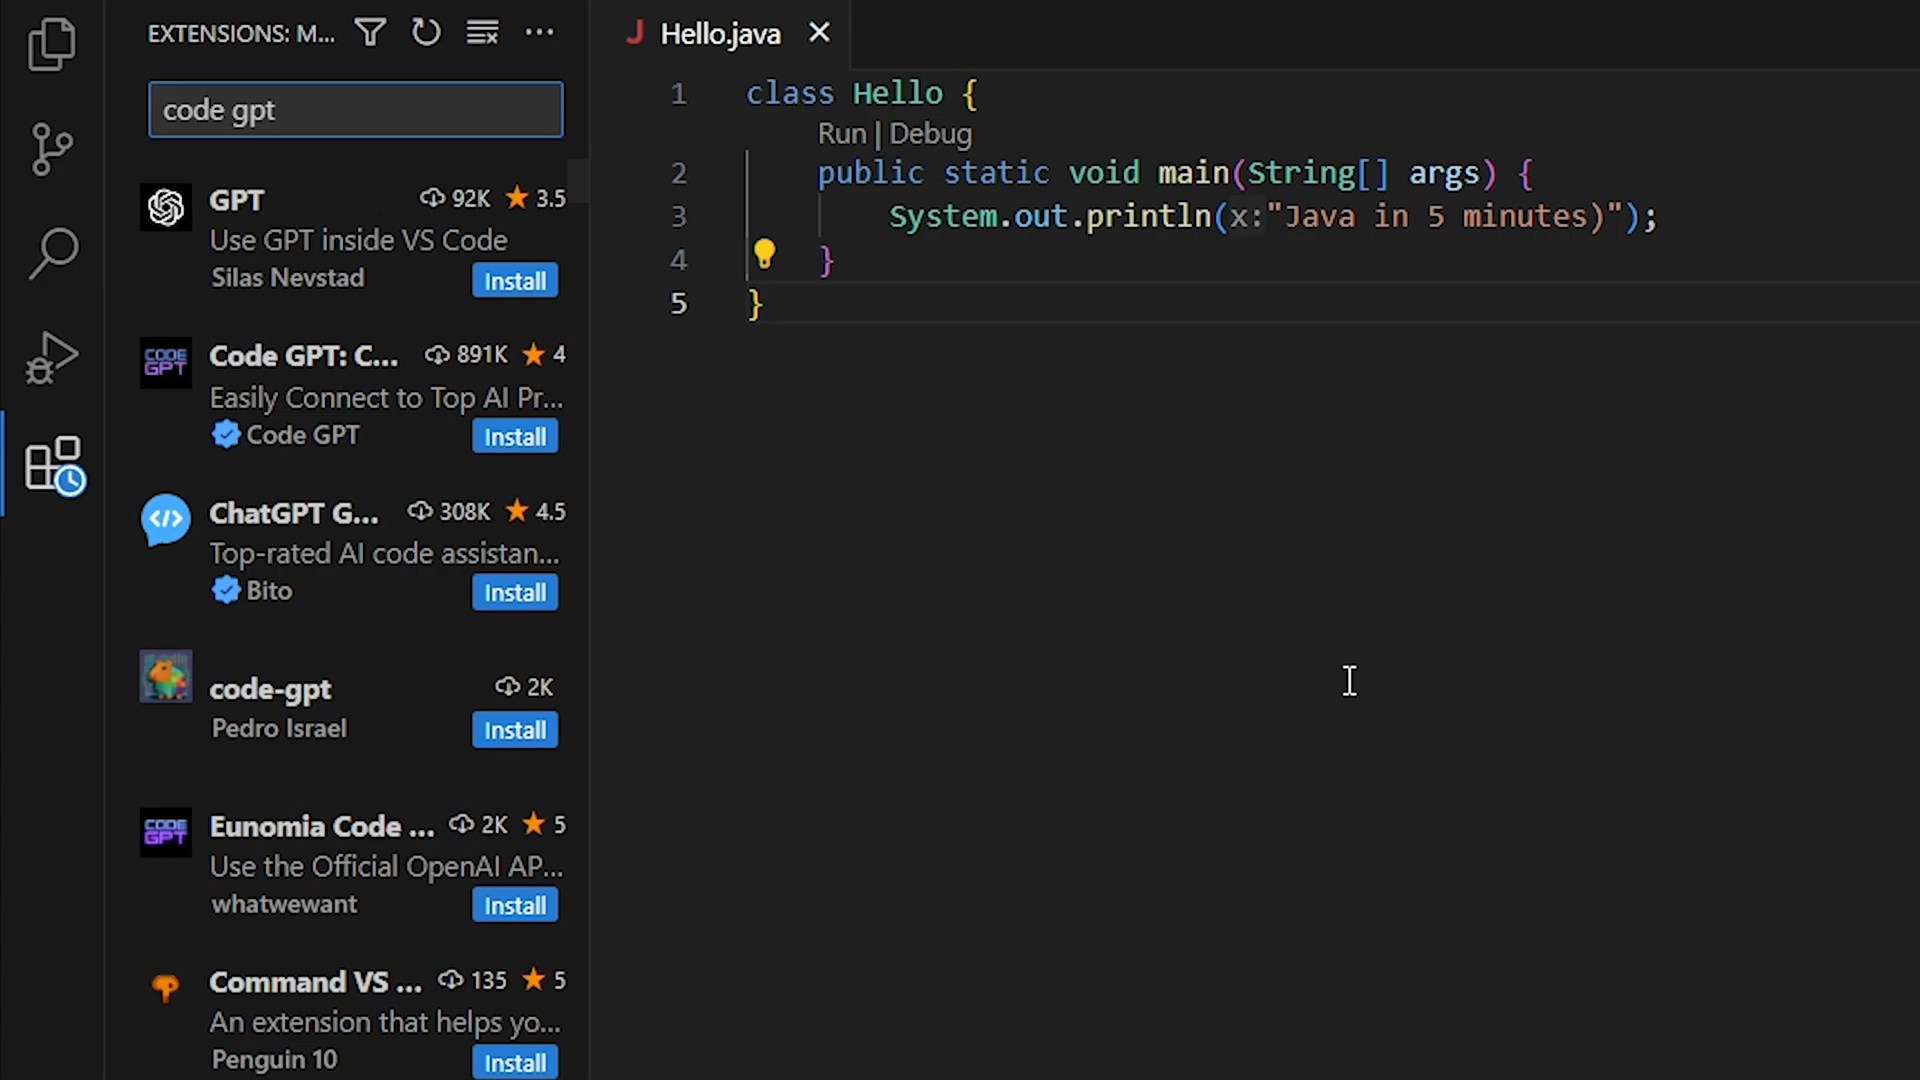 EXTENSIONS: M...
code gpt
GPT 92K 3.5
Use GPT inside VS Code
Silas Nevstad Install
CODE GPT
Code GPT: C... 891K 4
Easily Connect to Top AI Pr...
Code GPT Install
ChatGPT G... 308K 4.5
Top-rated AI code assistan...
Bito Install
code-gpt 2K
Pedro Israel Install
CODE GPT
Eunomia Code ... 2K 5
Use the Official OpenAI AP...
whatwewant Install
Command VS ... 135 5
An extension that helps yo...
Penguin 10 Install
J Hello.java
1 class Hello {
Run | Debug
2 public static void main(String[] args) {
3 System.out.println(x:"Java in 5 minutes)");
4 }
5 }